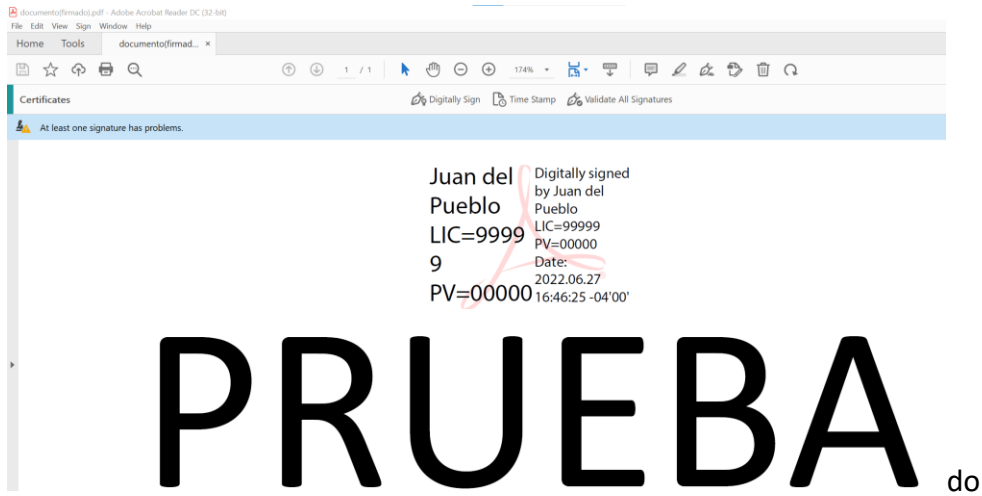 documento(firmado).pdf - Adobe Acrobat Reader DC (32-bit)
File Edit View Sign Window Help
Home Tools documento(firmad... ×
1 / 1 174%
Certificates Digitally Sign Time Stamp Validate All Signatures
At least one signature has problems.
Juan del
Pueblo
LIC=9999
9
PV=00000
Digitally signed
by Juan del
Pueblo
LIC=99999
PV=00000
Date:
2022.06.27
16:46:25 -04'00'
PRUEBA
do